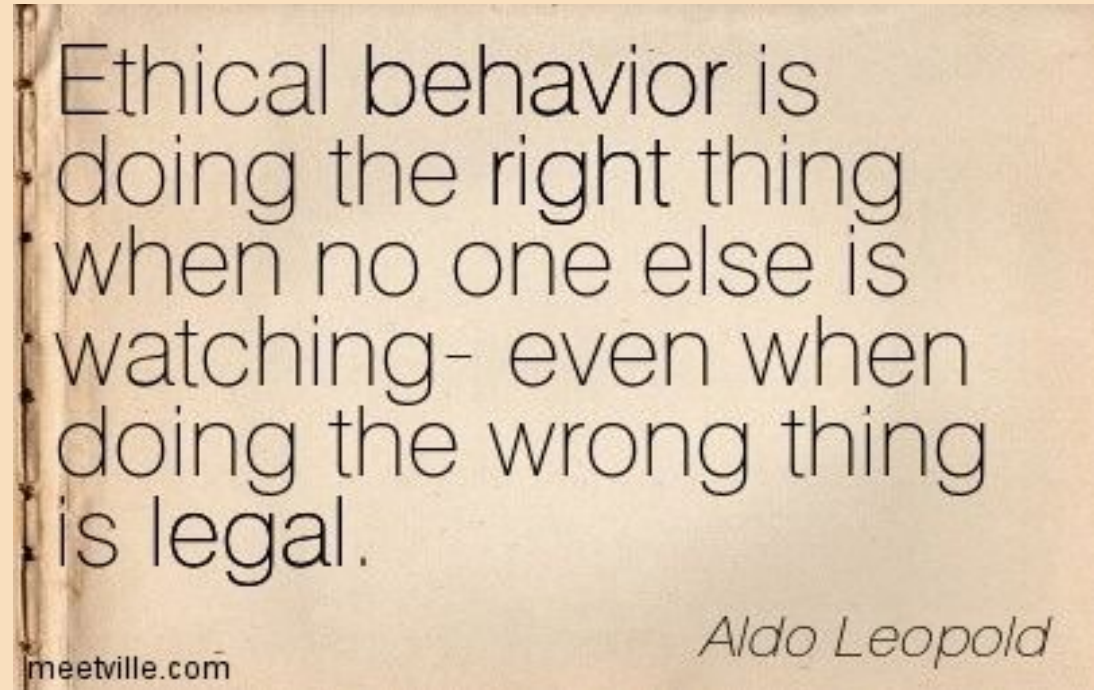 Ethical behavior is
doing the right thing
when no one else is
watching- even when
doing the wrong thing
is legal.
Aldo Leopold
meetville.com